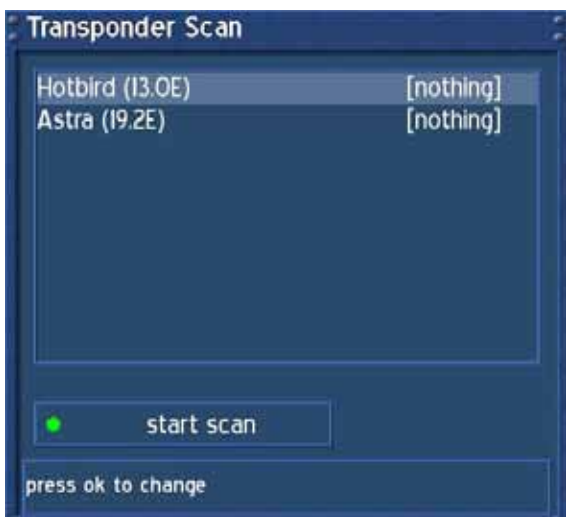 Transponder Scan
Hotbird (13.0E) [nothing]
Astra (19.2E) [nothing]
start scan
press ok to change